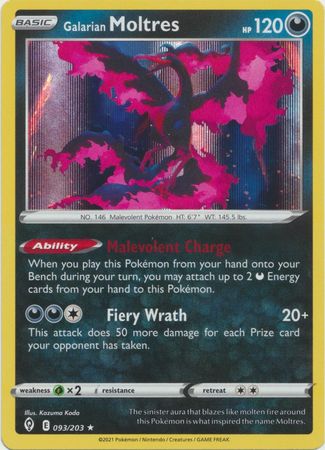 BASIC
Galarian Moltres HP 120
NO. 146 Malevolent Pokémon HT: 6'7" WT: 145.5 lbs.
Ability Malevolent Charge
When you play this Pokémon from your hand onto your
Bench during your turn, you may attach up to 2 Energy
cards from your hand to this Pokémon.
Fiery Wrath 20+
This attack does 50 more damage for each Prize card
your opponent has taken.
weakness ×2 resistance retreat
Illus. Kazuma Koda
E 093/203 ★
The sinister aura that blazes like molten fire around
this Pokémon is what inspired the name Moltres.
©2021 Pokémon / Nintendo / Creatures / GAME FREAK